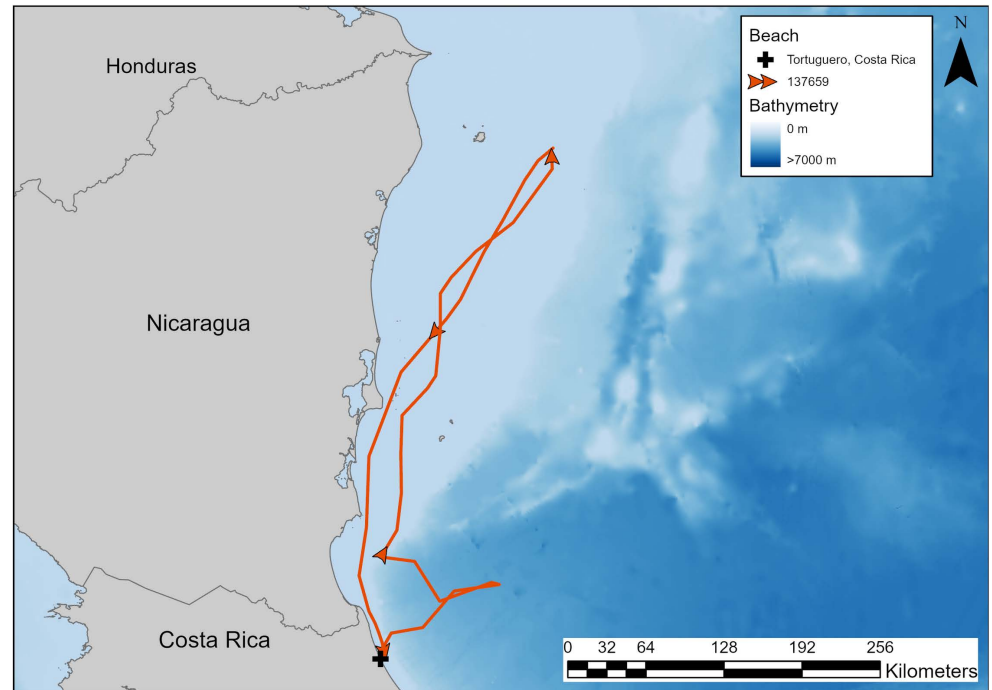 Honduras
Nicaragua
Costa Rica
Beach
Tortuguero, Costa Rica
137659
Bathymetry
0 m
>7000 m
N
0 32 64 128 192 256
Kilometers